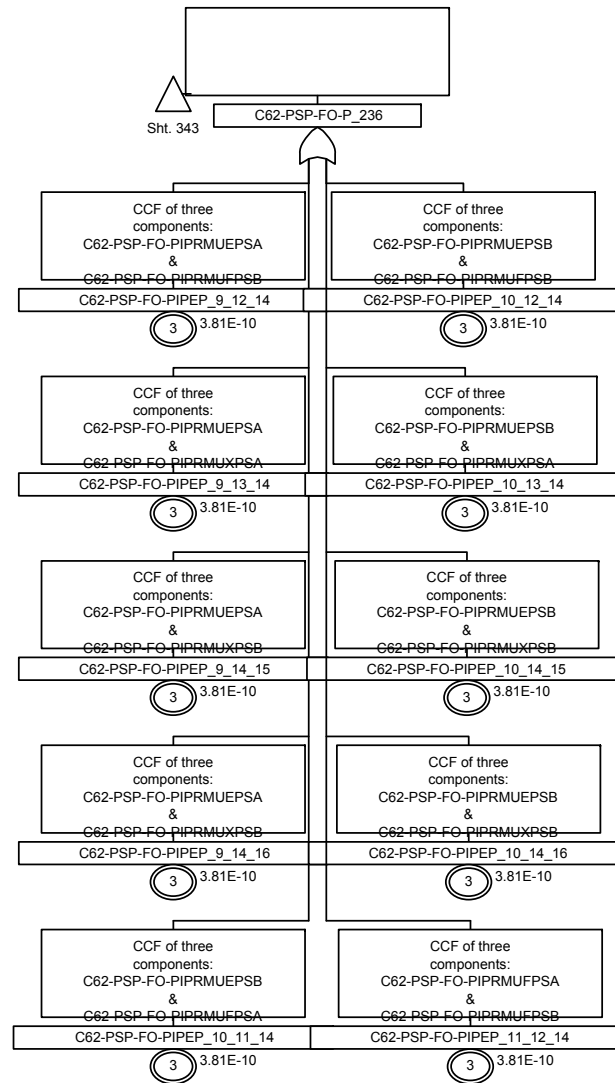 C62-PSP-FO-P_236
Sht. 343
CCF of three
components:
C62-PSP-FO-PIPRMUEPSA
&
C62-PSP-FO-PIPRMUFPSB
C62-PSP-FO-PIPEP_9_12_14
3
3.81E-10
CCF of three
components:
C62-PSP-FO-PIPRMUEPSB
&
C62-PSP-FO-PIPRMUFPSB
C62-PSP-FO-PIPEP_10_12_14
3
3.81E-10
CCF of three
components:
C62-PSP-FO-PIPRMUEPSA
&
C62-PSP-FO-PIPRMUXPSA
C62-PSP-FO-PIPEP_9_13_14
3
3.81E-10
CCF of three
components:
C62-PSP-FO-PIPRMUEPSB
&
C62-PSP-FO-PIPRMUXPSA
C62-PSP-FO-PIPEP_10_13_14
3
3.81E-10
CCF of three
components:
C62-PSP-FO-PIPRMUEPSA
&
C62-PSP-FO-PIPRMUXPSB
C62-PSP-FO-PIPEP_9_14_15
3
3.81E-10
CCF of three
components:
C62-PSP-FO-PIPRMUEPSB
&
C62-PSP-FO-PIPRMUXPSB
C62-PSP-FO-PIPEP_10_14_15
3
3.81E-10
CCF of three
components:
C62-PSP-FO-PIPRMUEPSA
&
C62-PSP-FO-PIPRMUXPSB
C62-PSP-FO-PIPEP_9_14_16
3
3.81E-10
CCF of three
components:
C62-PSP-FO-PIPRMUEPSB
&
C62-PSP-FO-PIPRMUXPSB
C62-PSP-FO-PIPEP_10_14_16
3
3.81E-10
CCF of three
components:
C62-PSP-FO-PIPRMUEPSB
&
C62-PSP-FO-PIPRMUFPSA
C62-PSP-FO-PIPEP_10_11_14
3
3.81E-10
CCF of three
components:
C62-PSP-FO-PIPRMUFPSA
&
C62-PSP-FO-PIPRMUFPSB
C62-PSP-FO-PIPEP_11_12_14
3
3.81E-10